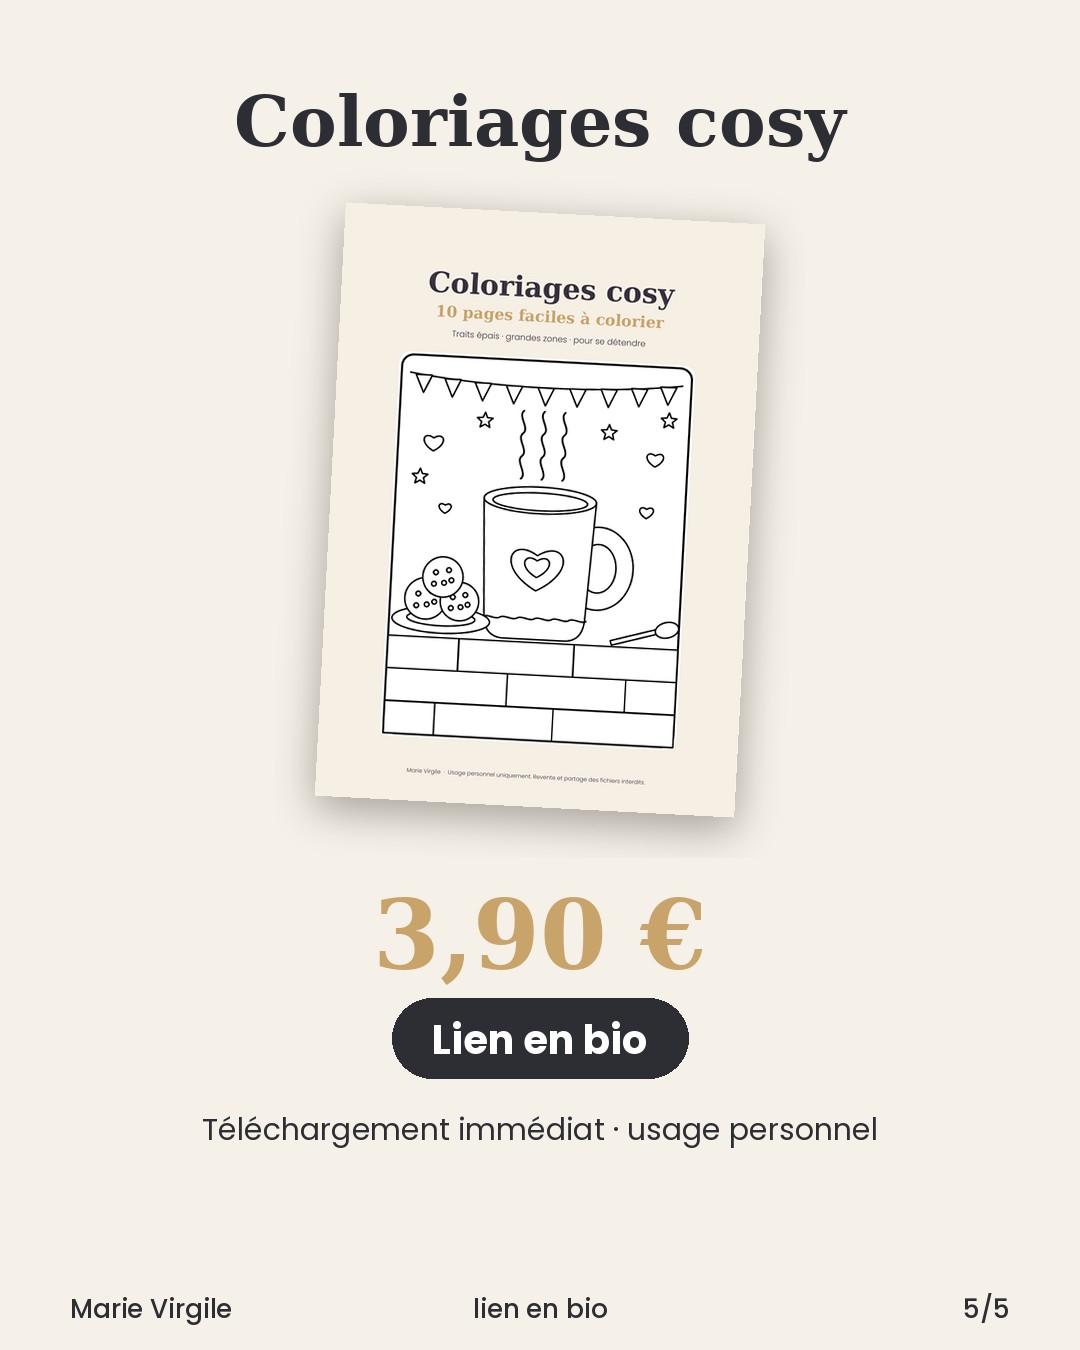 Coloriages cosy
Coloriages cosy
10 pages faciles à colorier
Traits épais · grandes zones · pour se détendre
Marie Virgile · Usage personnel uniquement. Revente et partage des fichiers interdits.
3,90 €
Lien en bio
Téléchargement immédiat · usage personnel
Marie Virgile
lien en bio
5/5